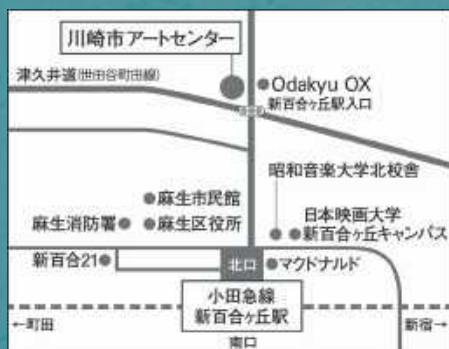 川崎市アートセンター
津久井道(世田谷町田線)
Odakyu OX
新百合ヶ丘駅入口
昭和音楽大学北校舎
麻生市民館
日本映画大学
麻生消防署
麻生区役所
新百合ヶ丘キャンパス
新百合21
北口
マクドナルド
小田急線
新百合ヶ丘駅
←町田
新宿→
南口